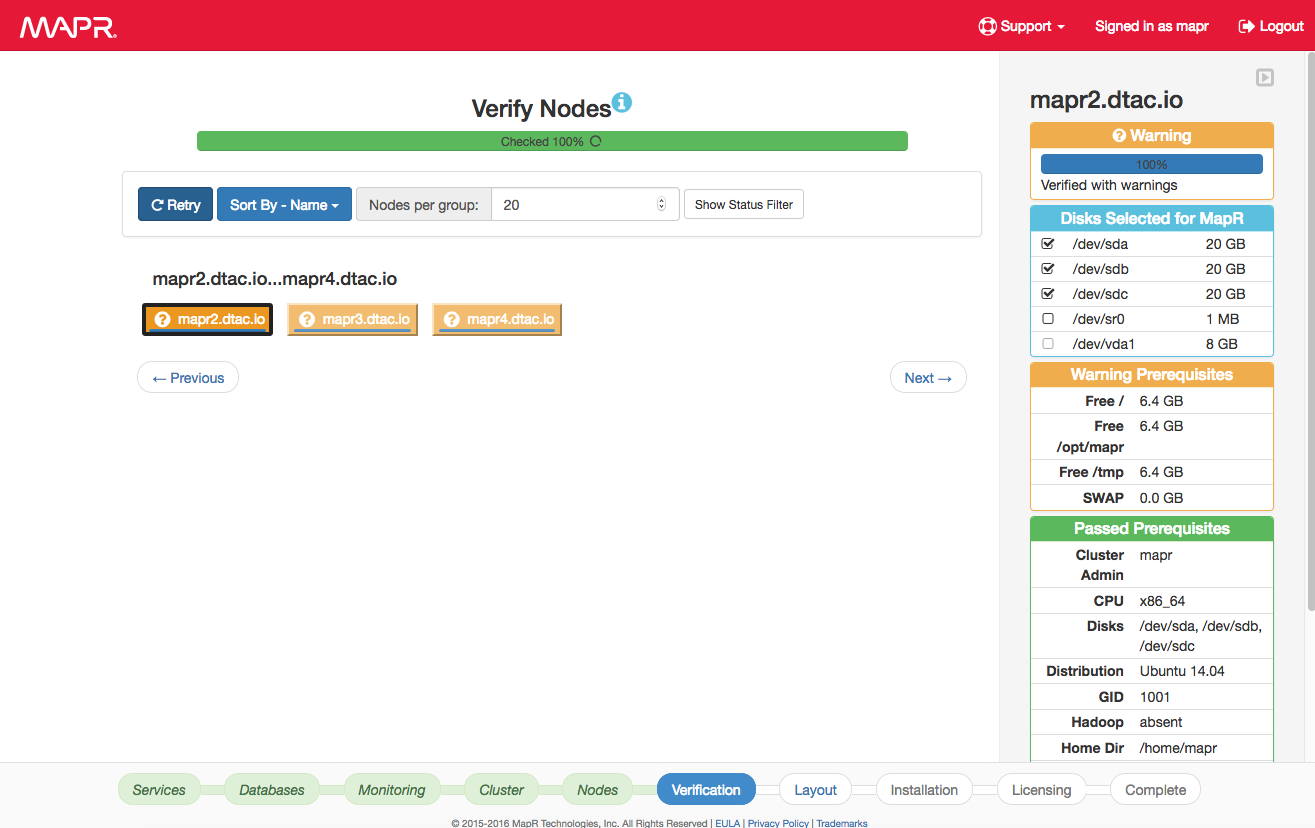 MAPR.
Support
Signed in as mapr
Logout
Verify Nodes
Checked 100%
Retry
Sort By - Name
Nodes per group:
20
Show Status Filter
mapr2.dtac.io...mapr4.dtac.io
mapr2.dtac.io
mapr3.dtac.io
mapr4.dtac.io
← Previous
Next →
mapr2.dtac.io
Warning
100%
Verified with warnings
Disks Selected for MapR
/dev/sda 20 GB
/dev/sdb 20 GB
/dev/sdc 20 GB
/dev/sr0 1 MB
/dev/vda1 8 GB
Warning Prerequisites
Free / 6.4 GB
Free 6.4 GB
/opt/mapr
Free /tmp 6.4 GB
SWAP 0.0 GB
Passed Prerequisites
Cluster mapr
Admin
CPU x86_64
Disks /dev/sda, /dev/sdb,
/dev/sdc
Distribution Ubuntu 14.04
GID 1001
Hadoop absent
Home Dir /home/mapr
Services
Databases
Monitoring
Cluster
Nodes
Verification
Layout
Installation
Licensing
Complete
© 2015-2016 MapR Technologies, Inc. All Rights Reserved | EULA | Privacy Policy | Trademarks